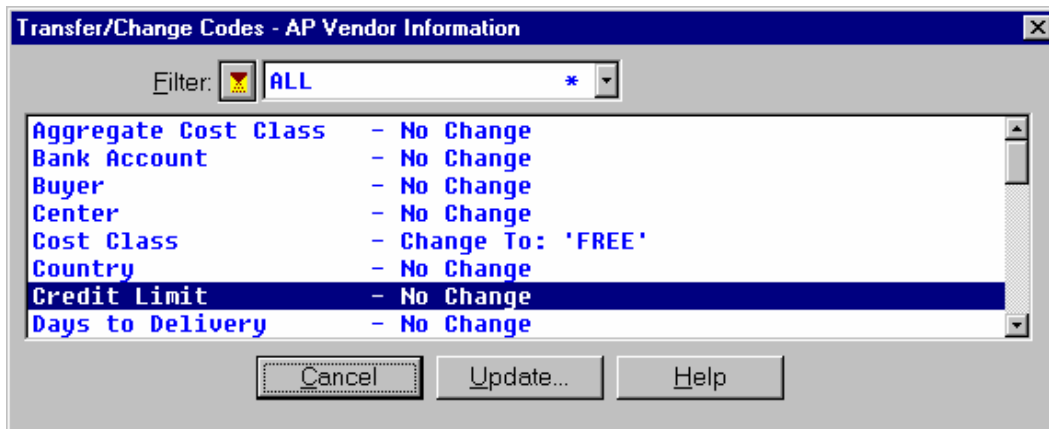 Transfer/Change Codes - AP Vendor Information
Filter: ALL *
Aggregate Cost Class - No Change
Bank Account - No Change
Buyer - No Change
Center - No Change
Cost Class - Change To: 'FREE'
Country - No Change
Credit Limit - No Change
Days to Delivery - No Change
Cancel Update... Help